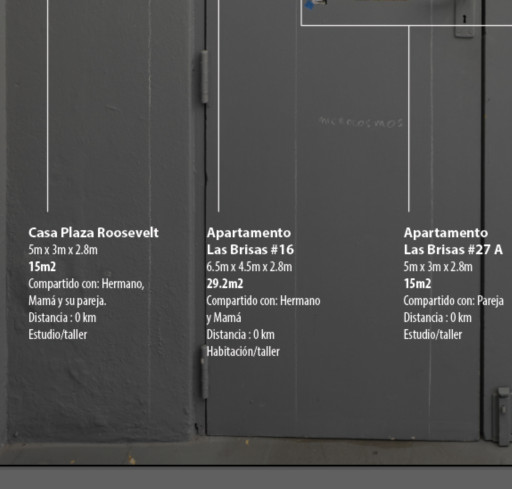 microcosmos
Casa Plaza Roosevelt
5m x 3m x 2.8m
15m2
Compartido con: Hermano,
Mamá y su pareja.
Distancia : 0 km
Estudio/taller
Apartamento
Las Brisas #16
6.5m x 4.5m x 2.8m
29.2m2
Compartido con: Hermano
y Mamá
Distancia : 0 km
Habitación/taller
Apartamento
Las Brisas #27 A
5m x 3m x 2.8m
15m2
Compartido con: Pareja
Distancia : 0 km
Estudio/taller